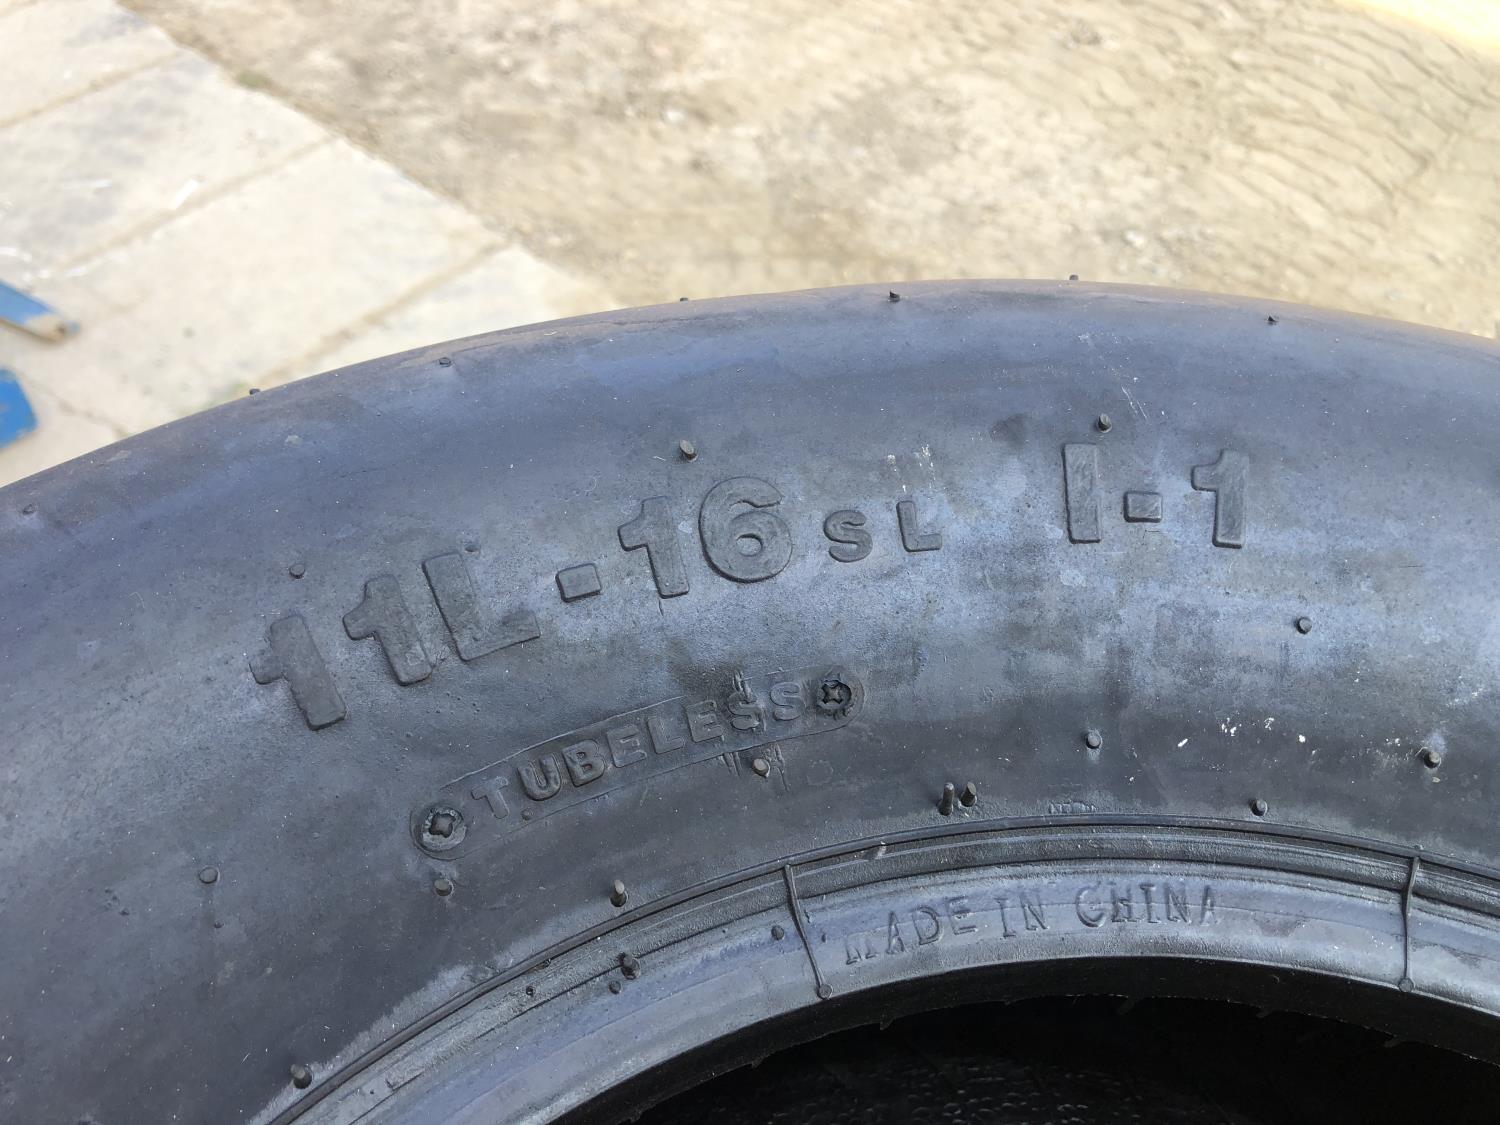 11L-16 SL I-1
TUBELESS
MADE IN CHINA